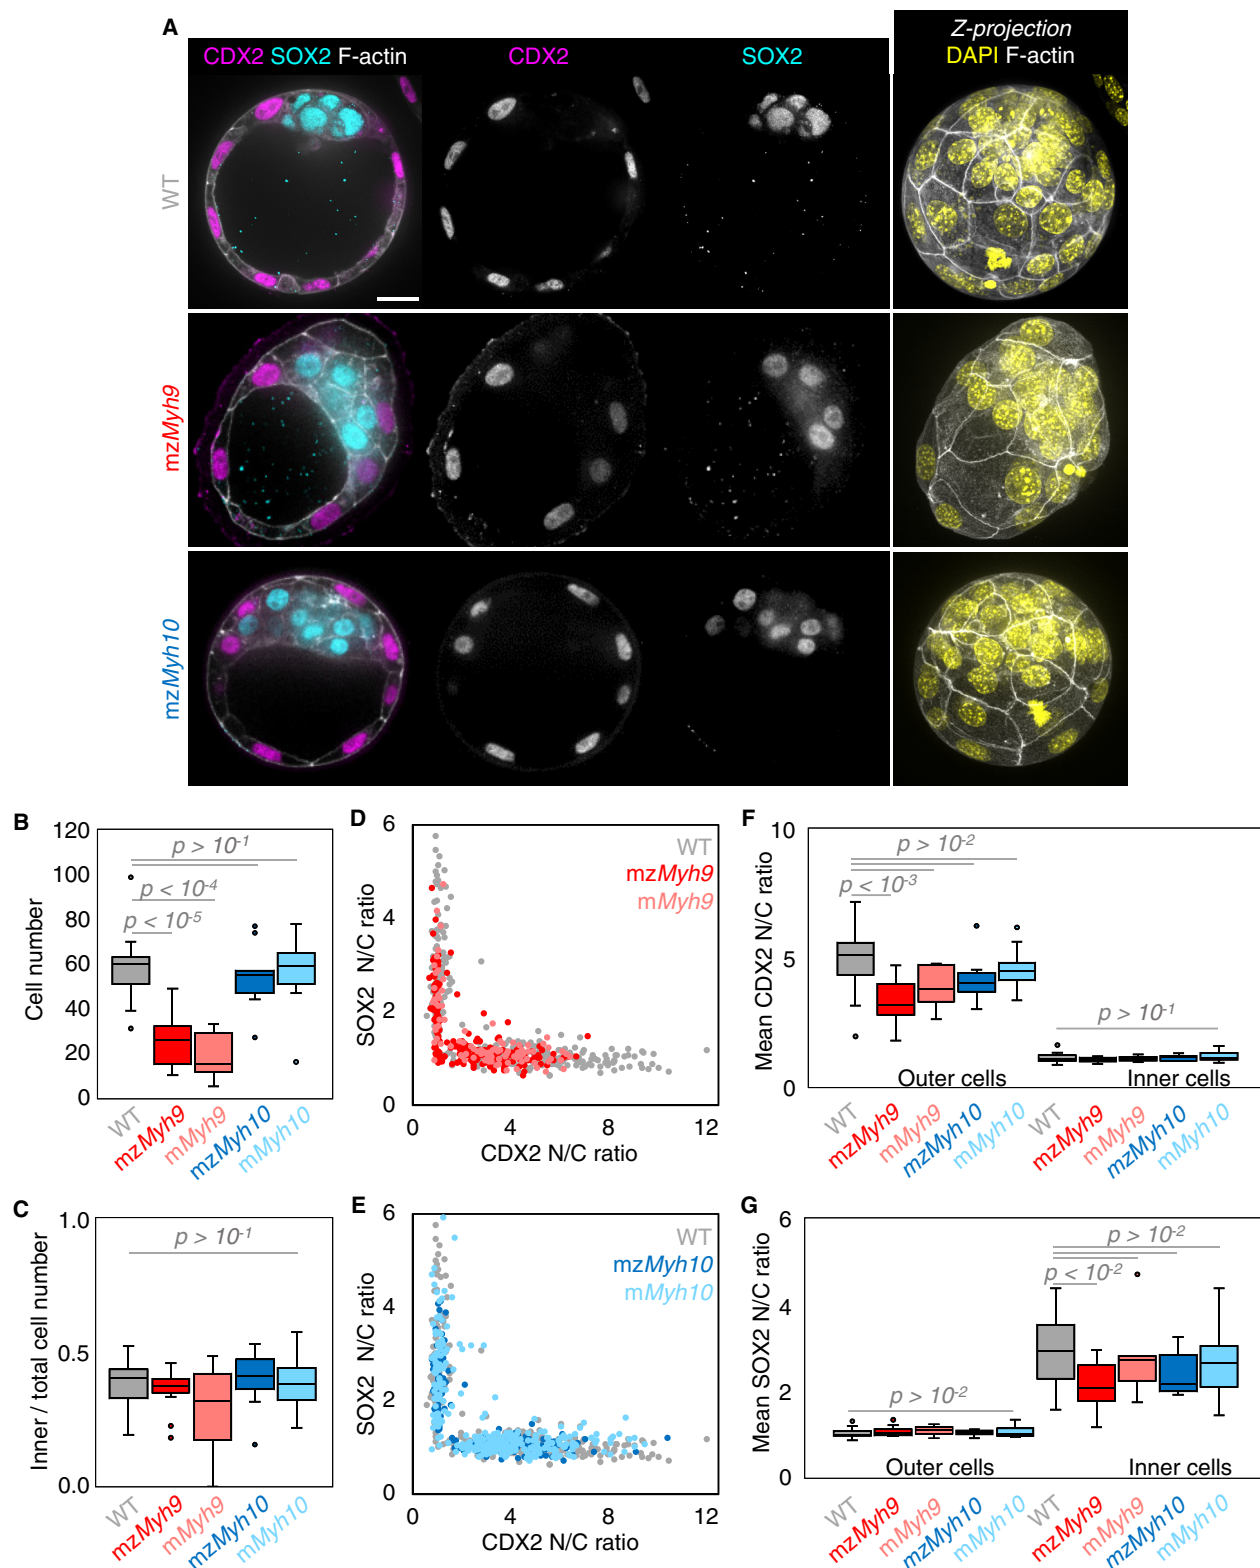 A
CDX2 SOX2 F-actin
CDX2
SOX2
Z-projection
DAPI F-actin
WT
mzMyh9
mzMyh10
B
Cell number
120
100
80
60
40
20
0
p > 10-1
p < 10-4
p < 10-5
WT
mzMyh9
mMyh9
mzMyh10
mMyh10
C
Inner / total cell number
1.0
0.5
0.0
p > 10-1
WT
mzMyh9
mMyh9
mzMyh10
mMyh10
D
SOX2 N/C ratio
6
4
2
0
WT
mzMyh9
mMyh9
0
4
8
12
CDX2 N/C ratio
E
SOX2 N/C ratio
6
4
2
0
WT
mzMyh10
mMyh10
0
4
8
12
CDX2 N/C ratio
F
Mean CDX2 N/C ratio
10
5
0
p > 10-2
p < 10-3
p > 10-1
Outer cells
Inner cells
WT
mzMyh9
mMyh9
mzMyh10
mMyh10
WT
mzMyh9
mMyh9
mzMyh10
mMyh10
G
Mean SOX2 N/C ratio
6
4
2
0
p > 10-2
p < 10-2
p > 10-2
Outer cells
Inner cells
WT
mzMyh9
mMyh9
mzMyh10
mMyh10
WT
mzMyh9
mMyh9
mzMyh10
mMyh10